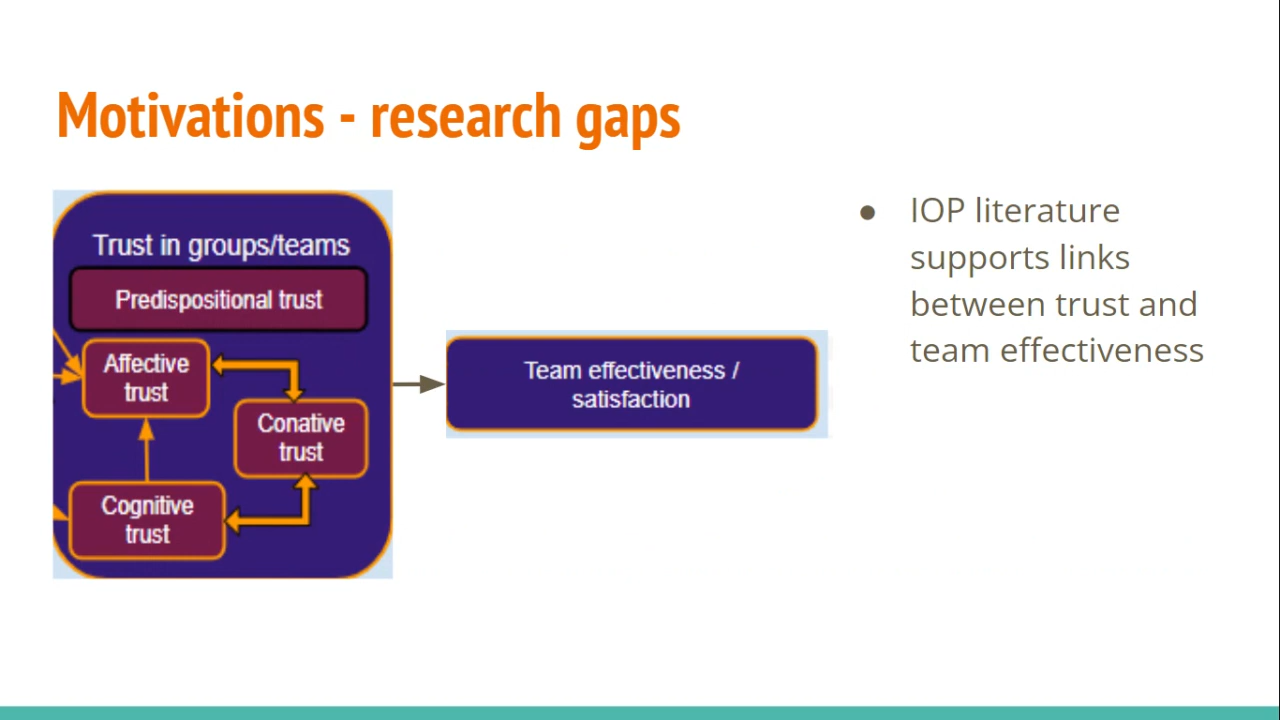 Motivations - research gaps
Trust in groups/teams
Predispositional trust
Affective
trust
Conative
trust
Cognitive
trust
Team effectiveness /
satisfaction
● IOP literature
supports links
between trust and
team effectiveness